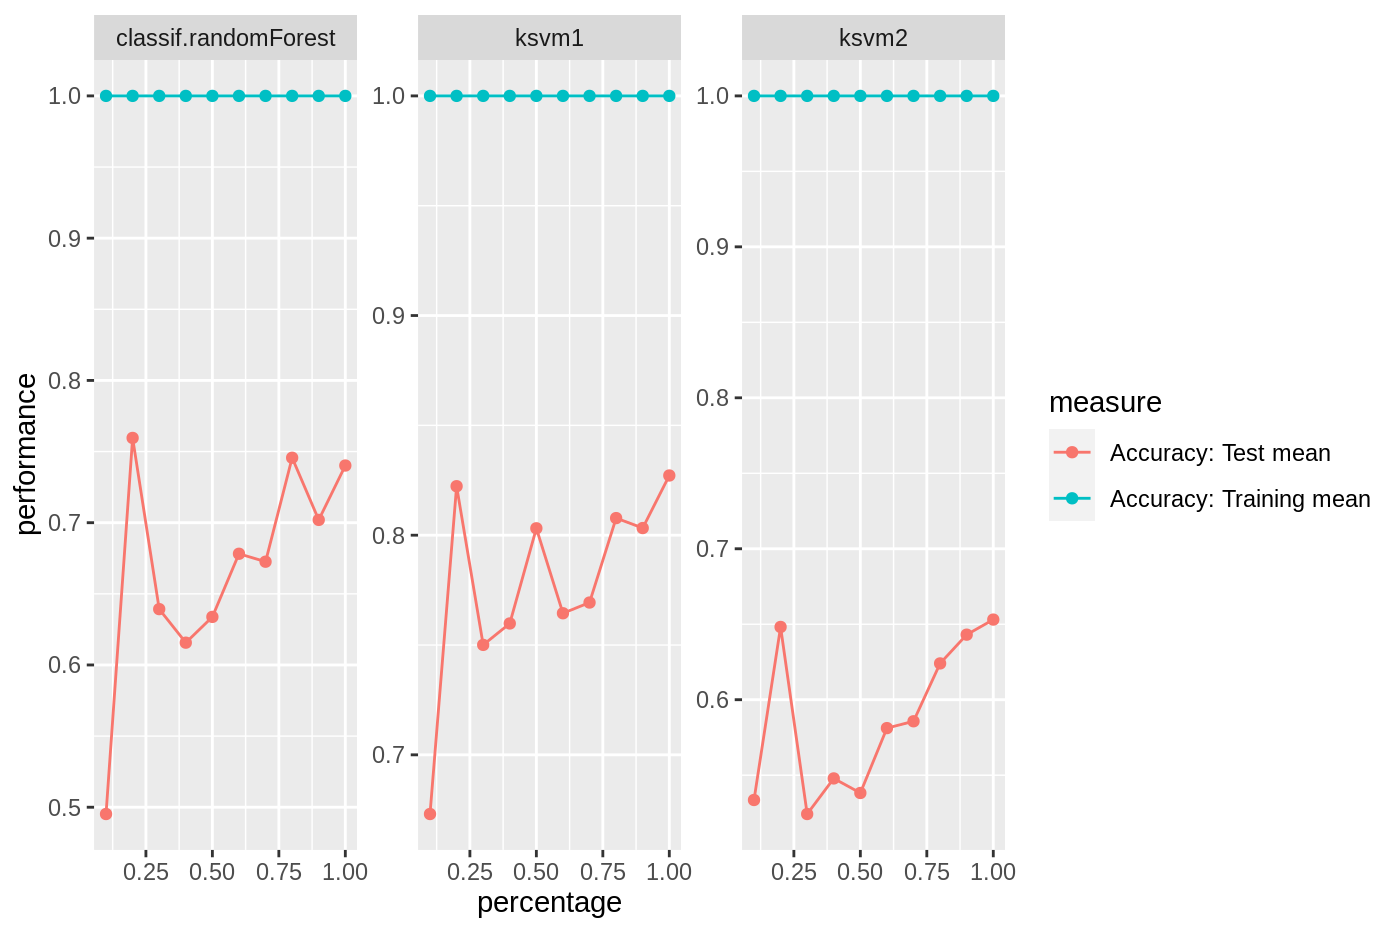 classif.randomForest
ksvm1
ksvm2
performance
1.0
0.9
0.8
0.7
0.6
0.5
1.0
0.9
0.8
0.7
1.0
0.9
0.8
0.7
0.6
0.25 0.50 0.75 1.00
0.25 0.50 0.75 1.00
0.25 0.50 0.75 1.00
percentage
measure
Accuracy: Test mean
Accuracy: Training mean